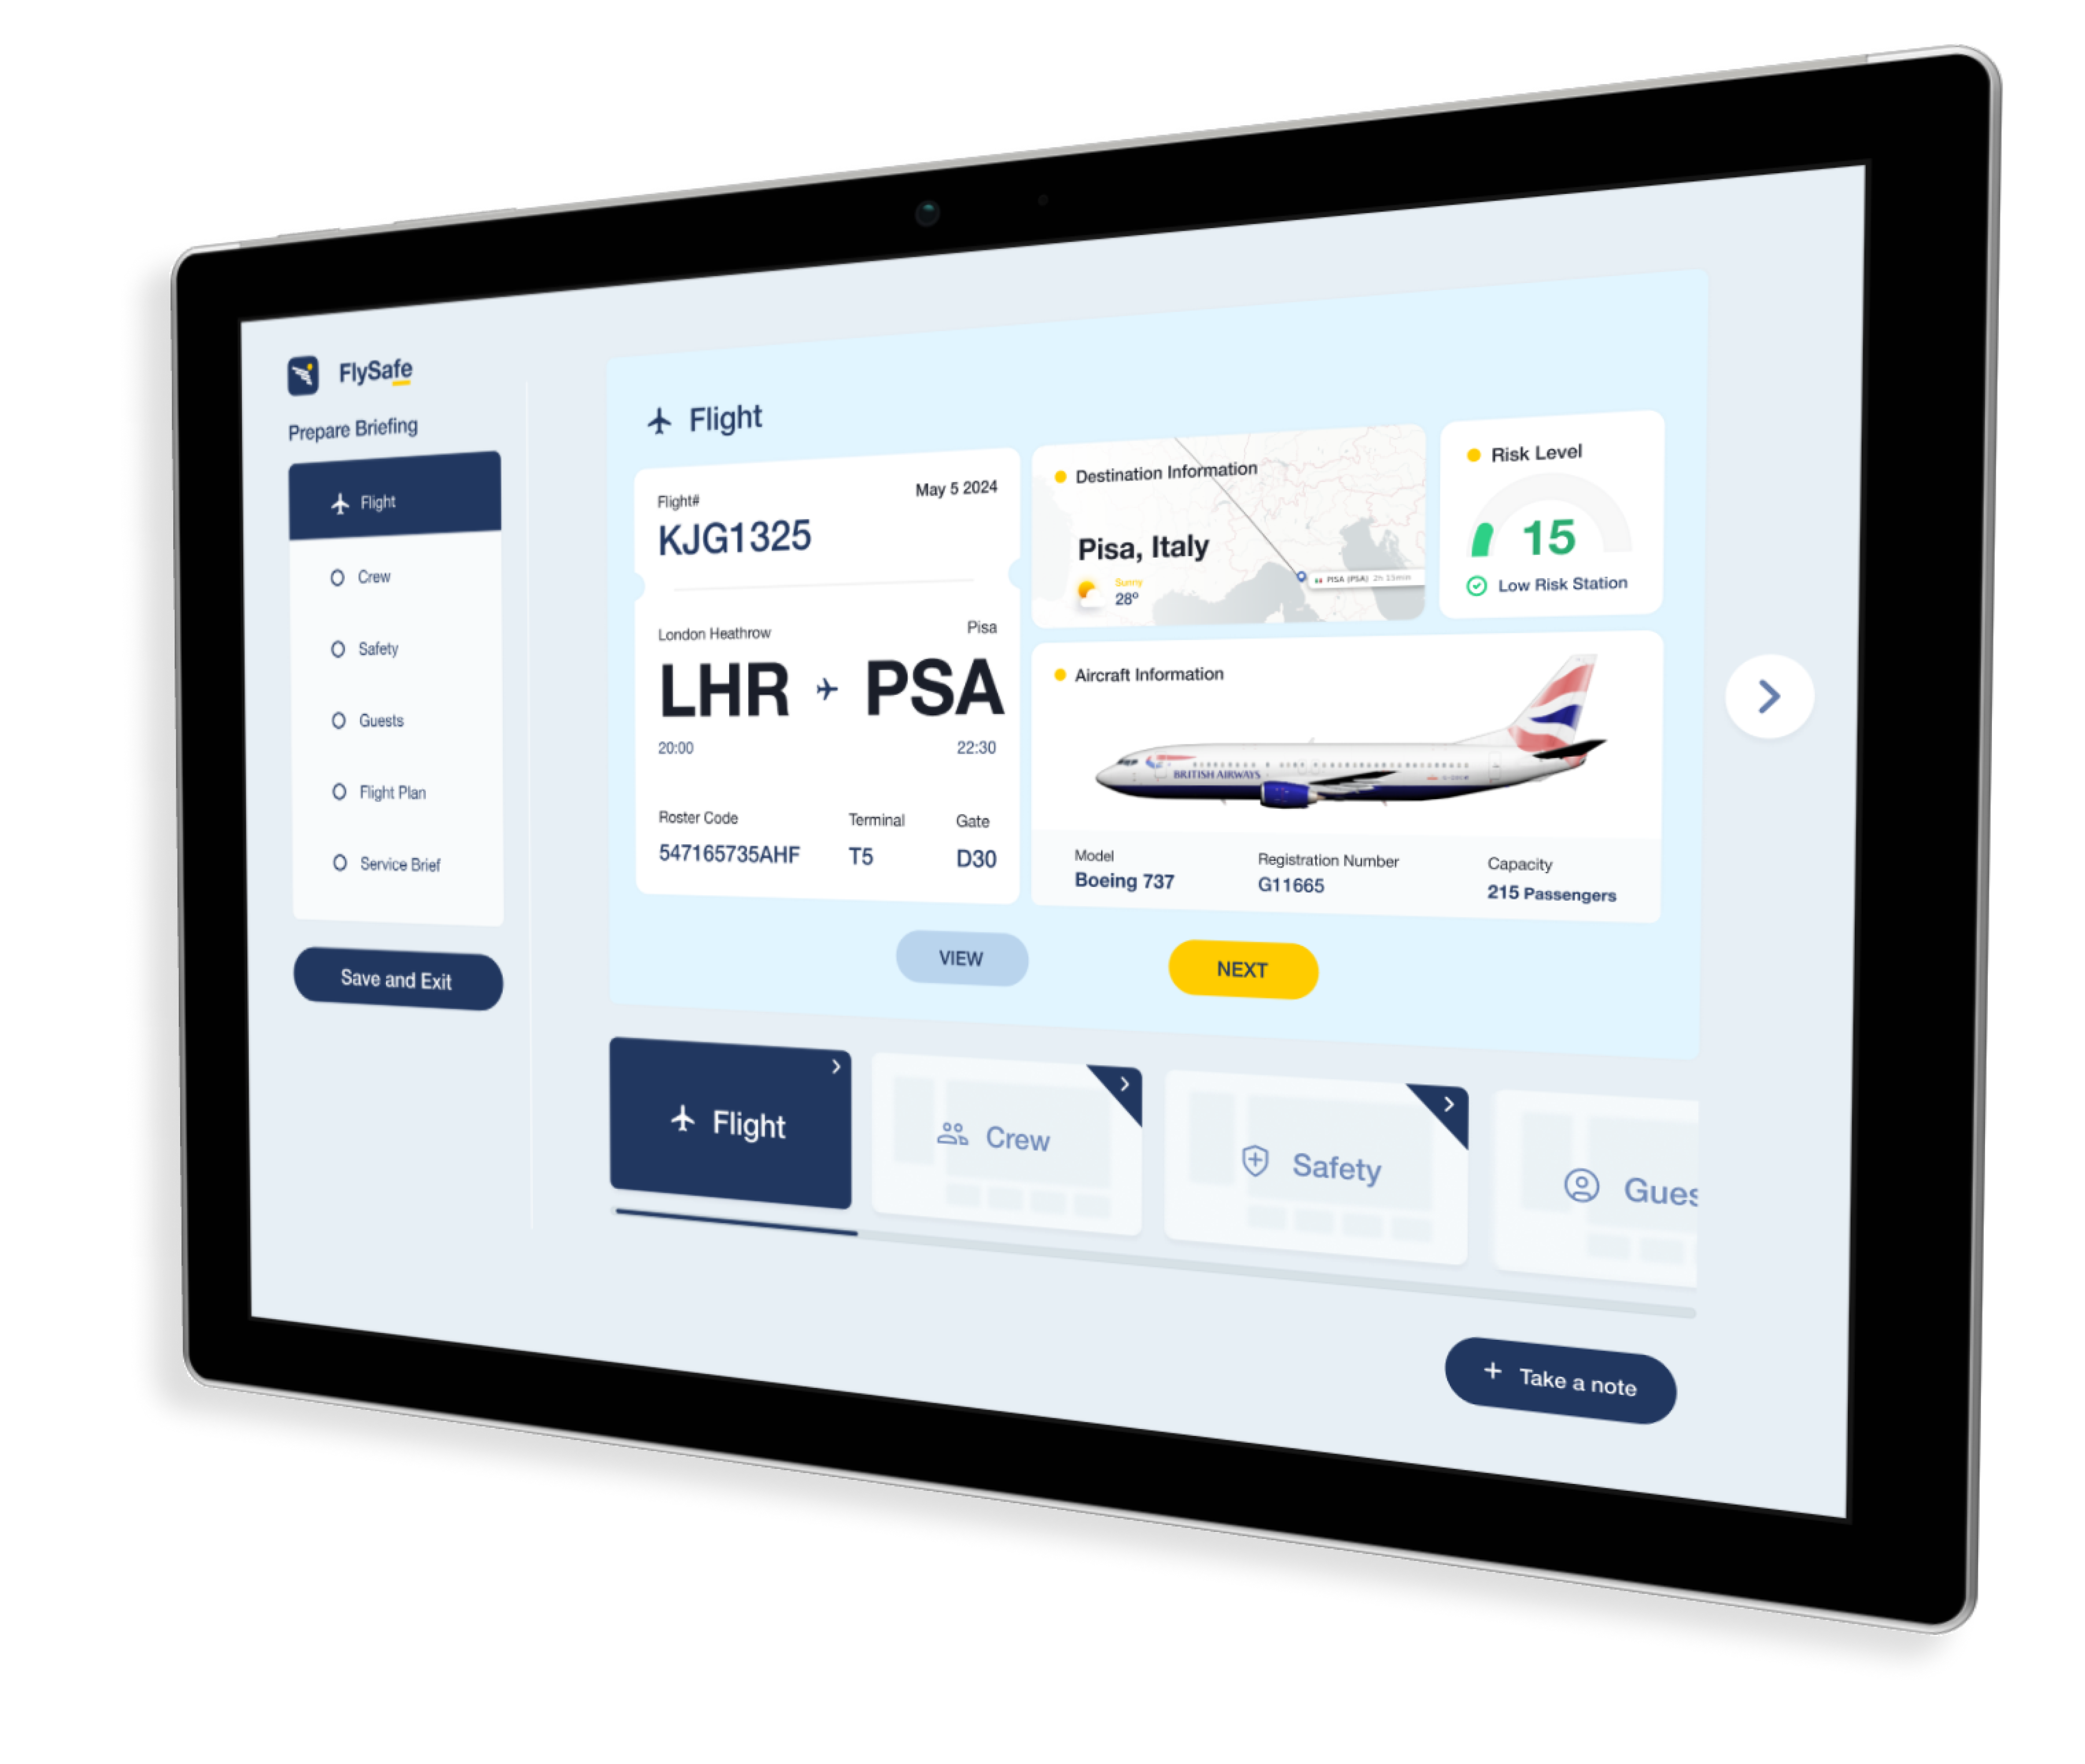 FlySafe
Prepare Briefing
Flight
Crew
Safety
Guests
Flight Plan
Service Brief
Save and Exit
Flight
Flight#
May 5 2024
KJG1325
London Heathrow
Pisa
LHR
PSA
20:00
22:30
Roster Code
Terminal
Gate
547165735AHF
T5
D30
Destination Information
Pisa, Italy
Sunny
28º
PISA (PSA) 2h 15min
Risk Level
15
Low Risk Station
Aircraft Information
BRITISH AIRWAYS
Model
Registration Number
Capacity
Boeing 737
G11665
215 Passengers
VIEW
NEXT
Flight
Crew
Safety
Gues
+ Take a note